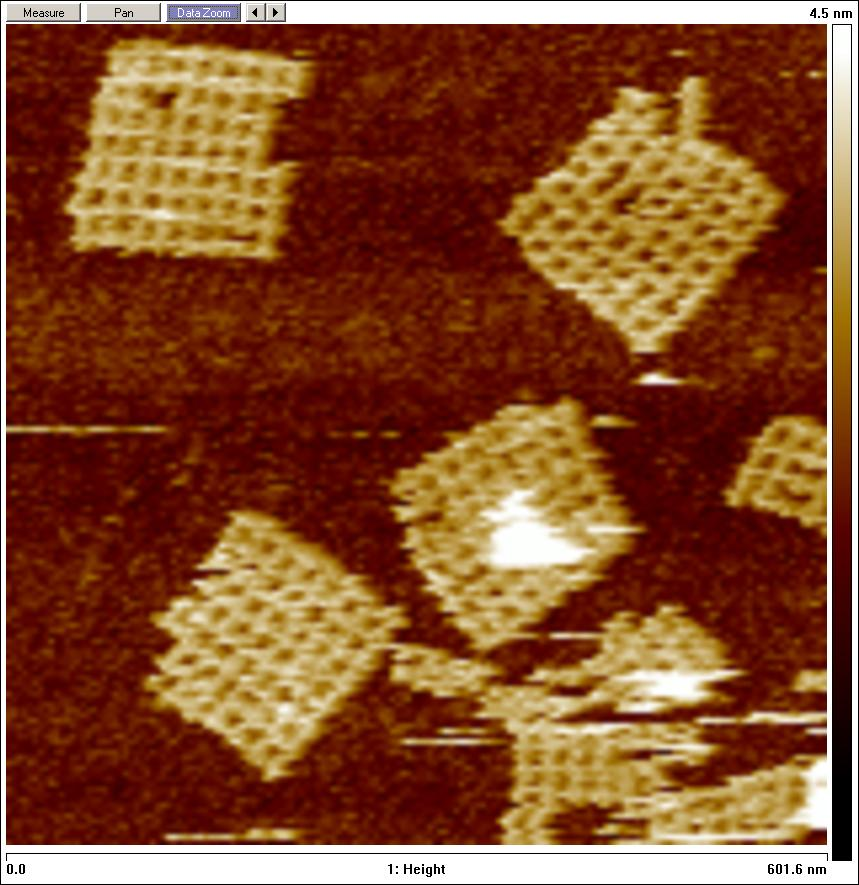 Measure Pan Data Zoom 4.5 nm
0.0 1: Height 601.6 nm